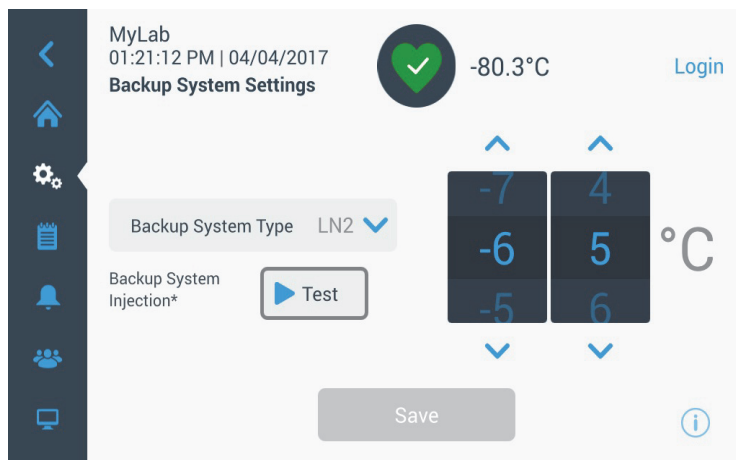 MyLab
01:21:12 PM | 04/04/2017
Backup System Settings
-80.3°C
Login
Backup System Type LN2
Backup System
Injection*
Test
-7 4
-6 5 °C
-5 6
Save
i